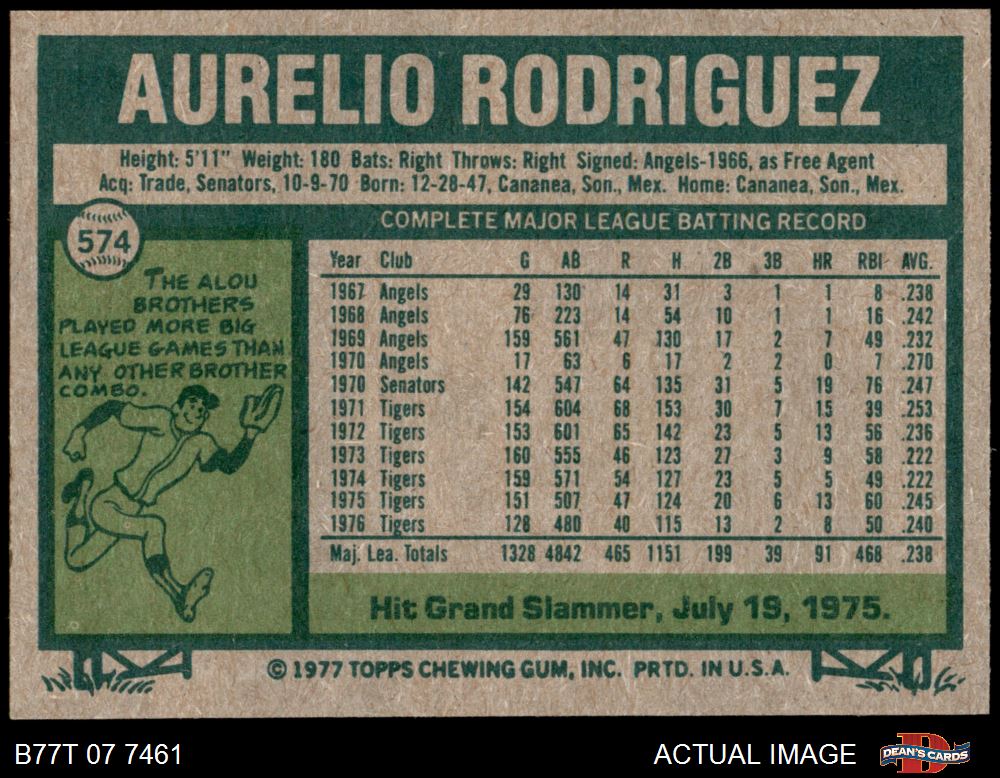 AURELIO RODRIGUEZ
Height: 5'11" Weight: 180 Bats: Right Throws: Right Signed: Angels-1966, as Free Agent
Acq: Trade, Senators, 10-9-70 Born: 12-28-47, Cananea, Son., Mex. Home: Cananea, Son., Mex.
574
THE ALOU
BROTHERS
PLAYED MORE BIG
LEAGUE GAMES THAN
ANY OTHER BROTHER
COMBO.
COMPLETE MAJOR LEAGUE BATTING RECORD
Year Club G AB R H 2B 3B HR RBI AVG.
1967 Angels 29 130 14 31 3 1 1 8 .238
1968 Angels 76 223 14 54 10 1 1 16 .242
1969 Angels 159 561 47 130 17 2 7 49 .232
1970 Angels 17 63 6 17 2 2 0 7 .270
1970 Senators 142 547 64 135 31 5 19 76 .247
1971 Tigers 154 604 68 153 30 7 15 39 .253
1972 Tigers 153 601 65 142 23 5 13 56 .236
1973 Tigers 160 555 46 123 27 3 9 58 .222
1974 Tigers 159 571 54 127 23 5 5 49 .222
1975 Tigers 151 507 47 124 20 6 13 60 .245
1976 Tigers 128 480 40 115 13 2 8 50 .240
Maj. Lea. Totals 1328 4842 465 1151 199 39 91 468 .238
Hit Grand Slammer, July 19, 1975.
© 1977 TOPPS CHEWING GUM, INC. PRTD. IN U.S.A.
B77T 07 7461
ACTUAL IMAGE
DEAN'S CARDS